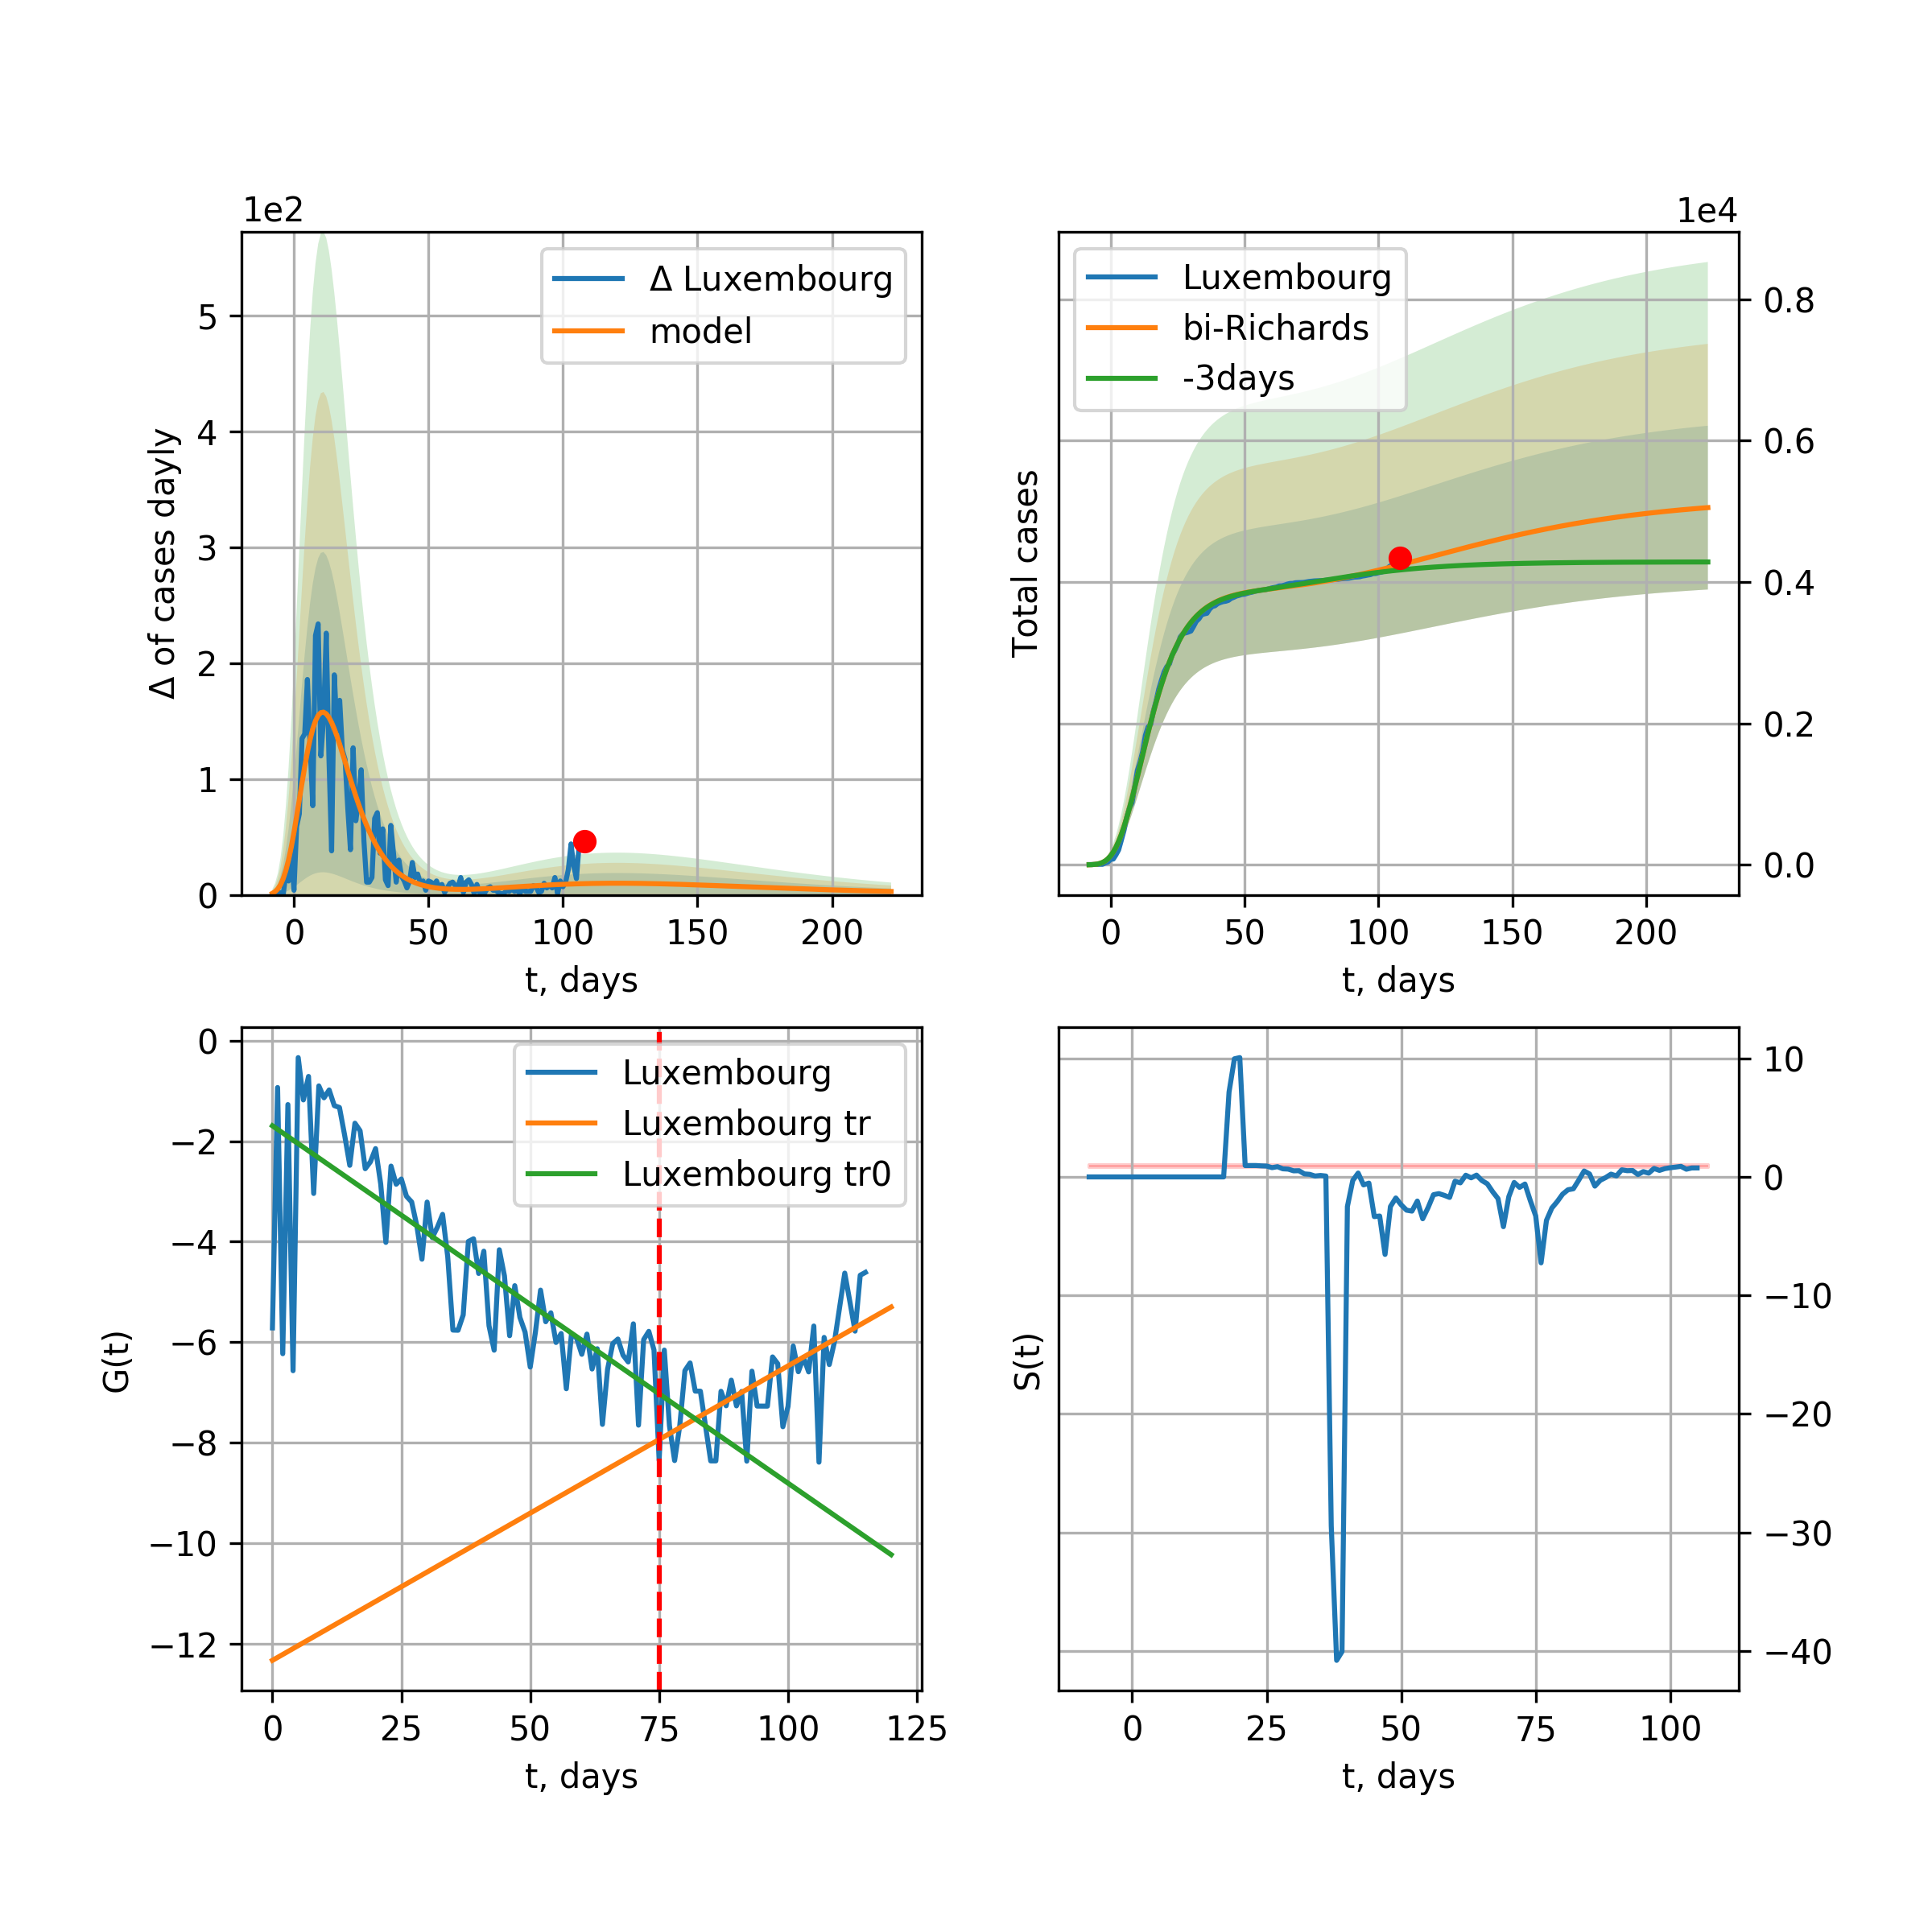 1e2
Δ of cases dayly
5
4
3
2
1
0
Δ Luxembourg
model
0 50 100 150 200
t, days
1e4
Total cases
Luxembourg
bi-Richards
-3days
0.8
0.6
0.4
0.2
0.0
0 50 100 150 200
t, days
G(t)
0
−2
−4
−6
−8
−10
−12
Luxembourg
Luxembourg tr
Luxembourg tr0
0 25 50 75 100 125
t, days
S(t)
10
0
−10
−20
−30
−40
0 25 50 75 100
t, days